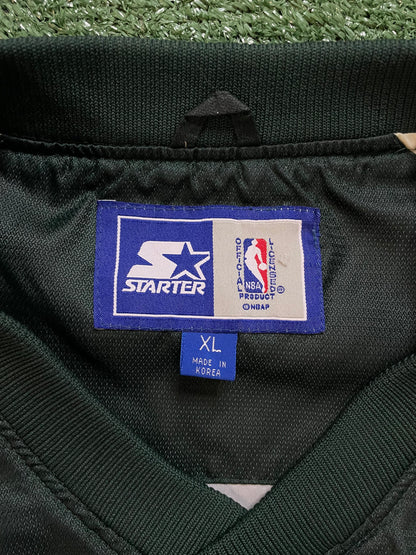 STARTER
OFFICIAL
LICENSED
NBA
PRODUCT
©NBAP
XL
MADE IN
KOREA